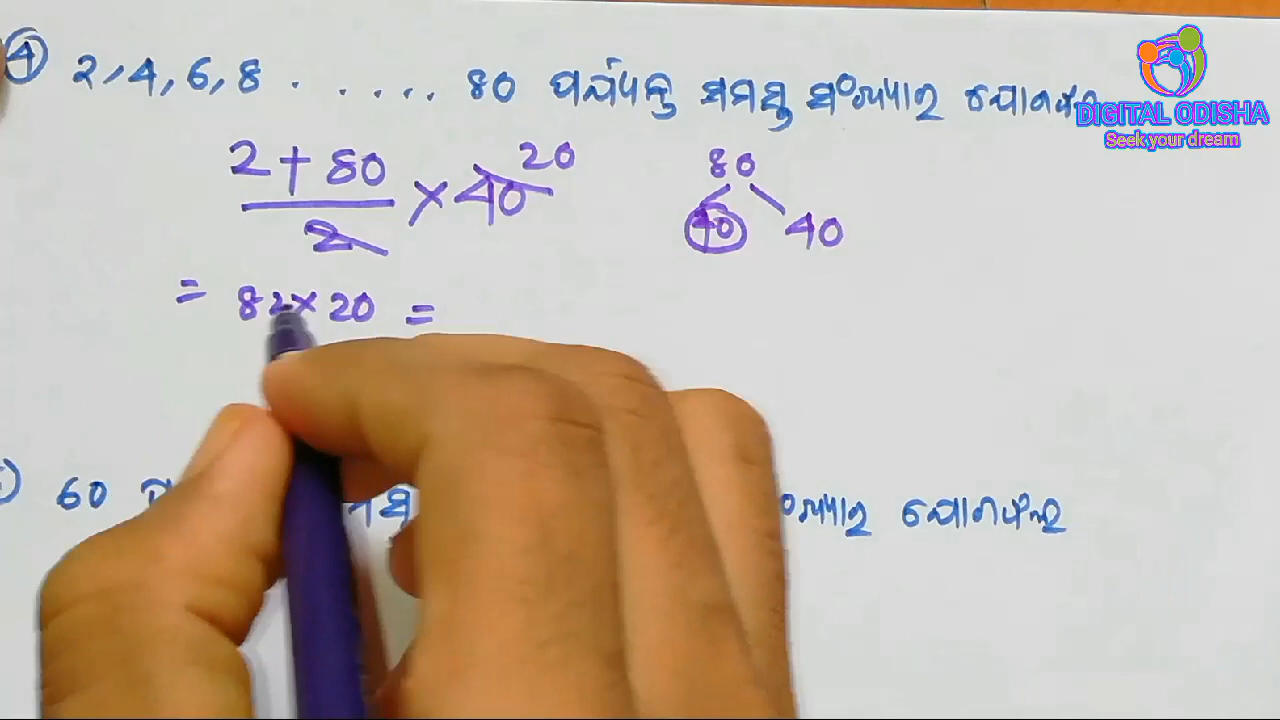 ④ 2, 4, 6, 8 . . . . . . 80 ପର୍ଯ୍ୟନ୍ତ ସମସ୍ତ ସଂଖ୍ୟାର ଯୋଗଫଳ
DIGITAL ODISHA
Seek your dream
2 + 80 / 2 × 40 20
80
40 40
= 82 × 20 =
60 ସଂଖ୍ୟାର ଯୋଗଫଳ